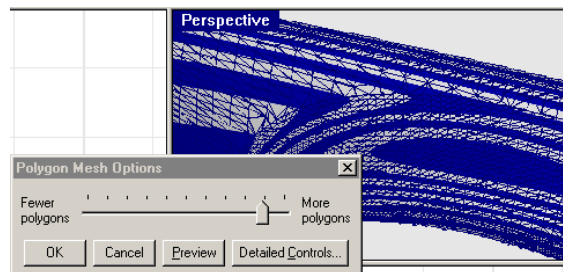 Perspective
Polygon Mesh Options
Fewer polygons
More polygons
OK
Cancel
Preview
Detailed Controls...